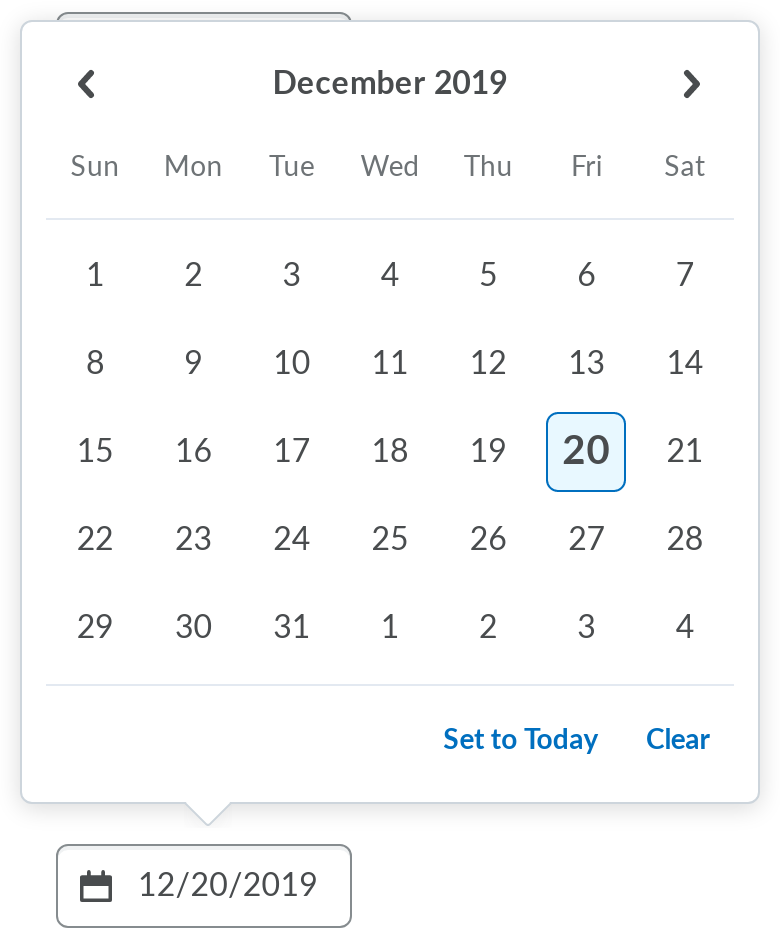 December 2019
Sun Mon Tue Wed Thu Fri Sat
1 2 3 4 5 6 7
8 9 10 11 12 13 14
15 16 17 18 19 20 21
22 23 24 25 26 27 28
29 30 31 1 2 3 4
Set to Today Clear
12/20/2019